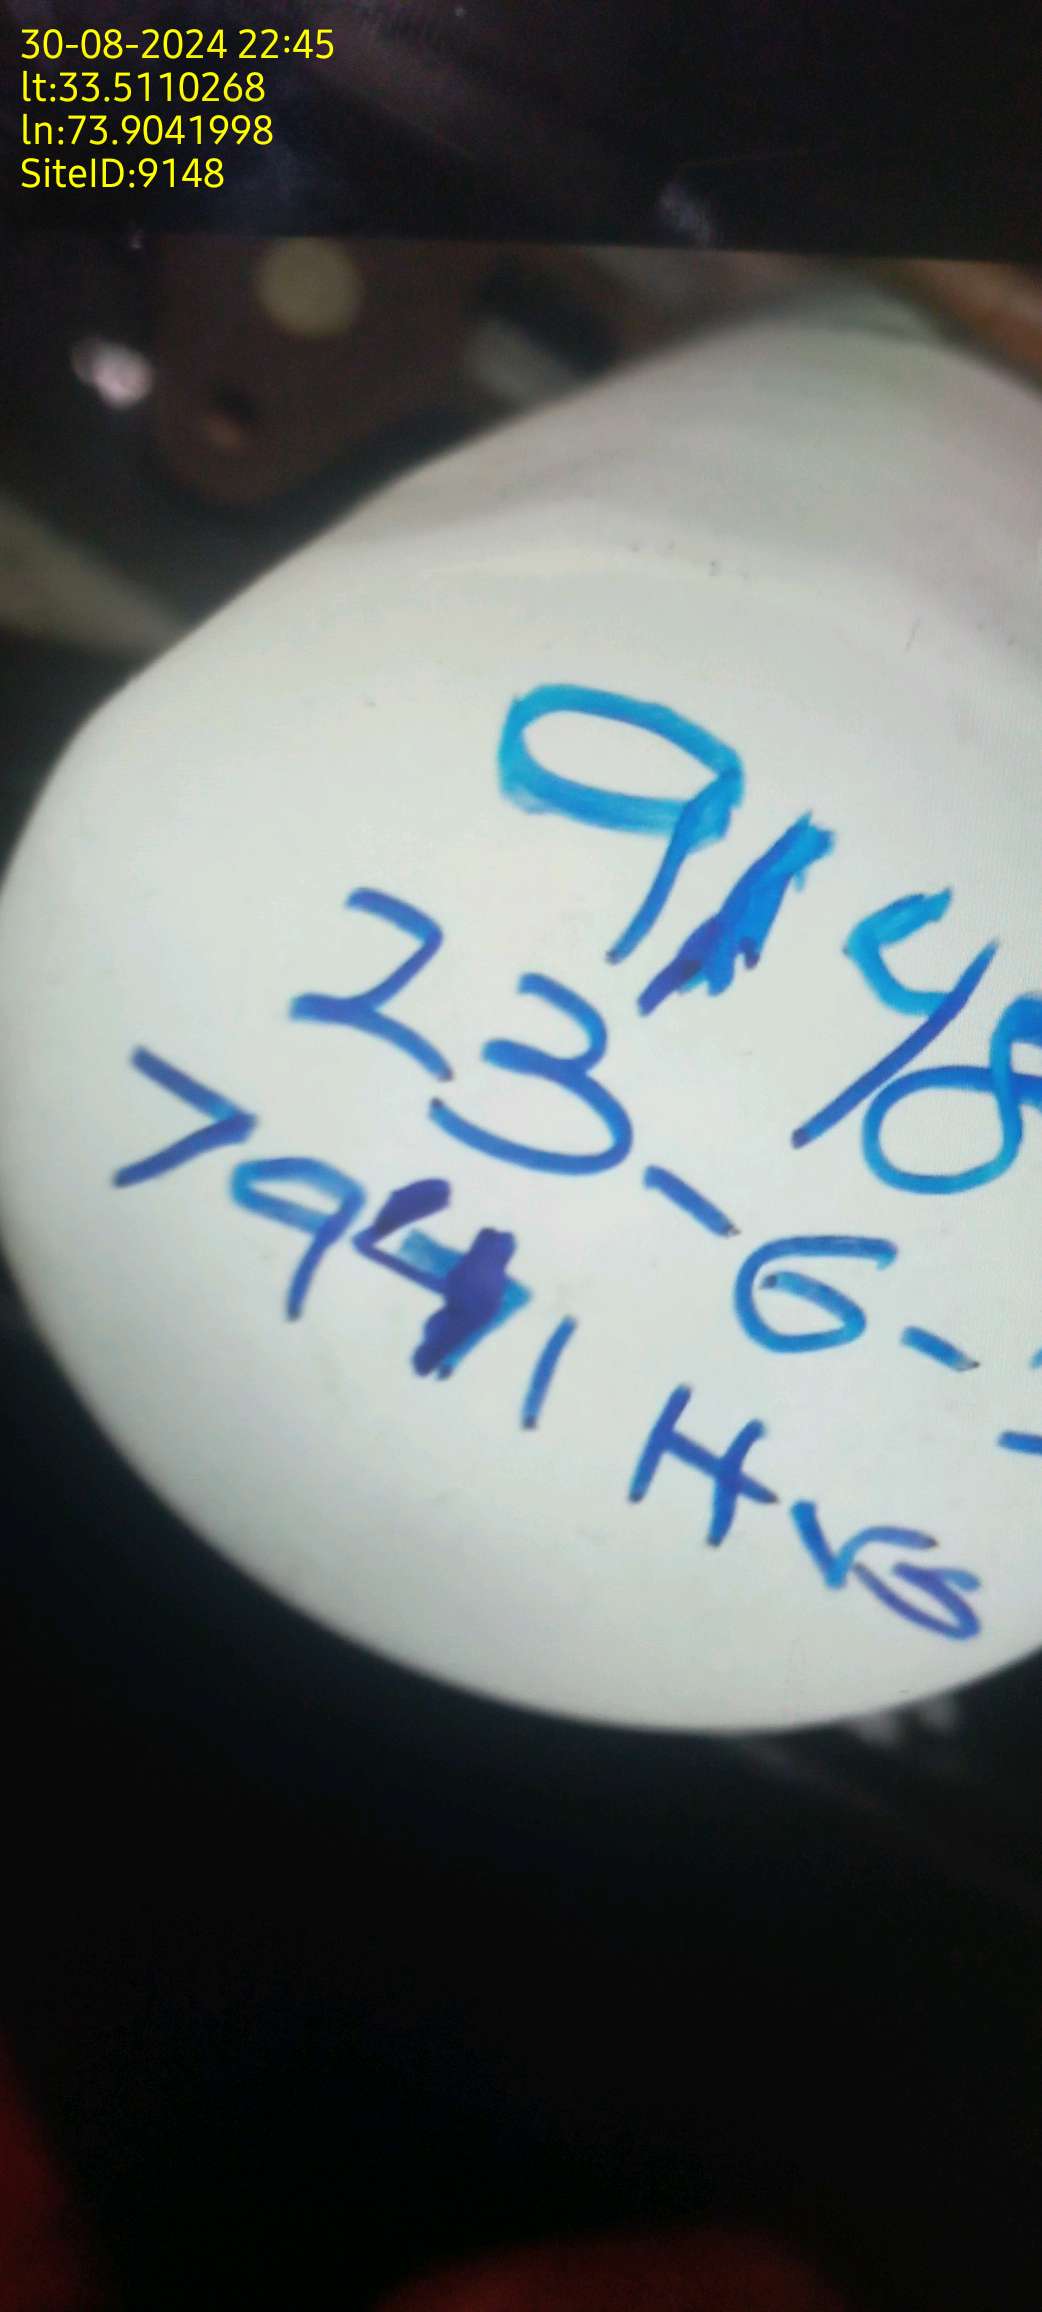 30-08-2024 22:45
lt:33.5110268
ln:73.9041998
SiteID:9148
9148
23-6-
7941 Hrs